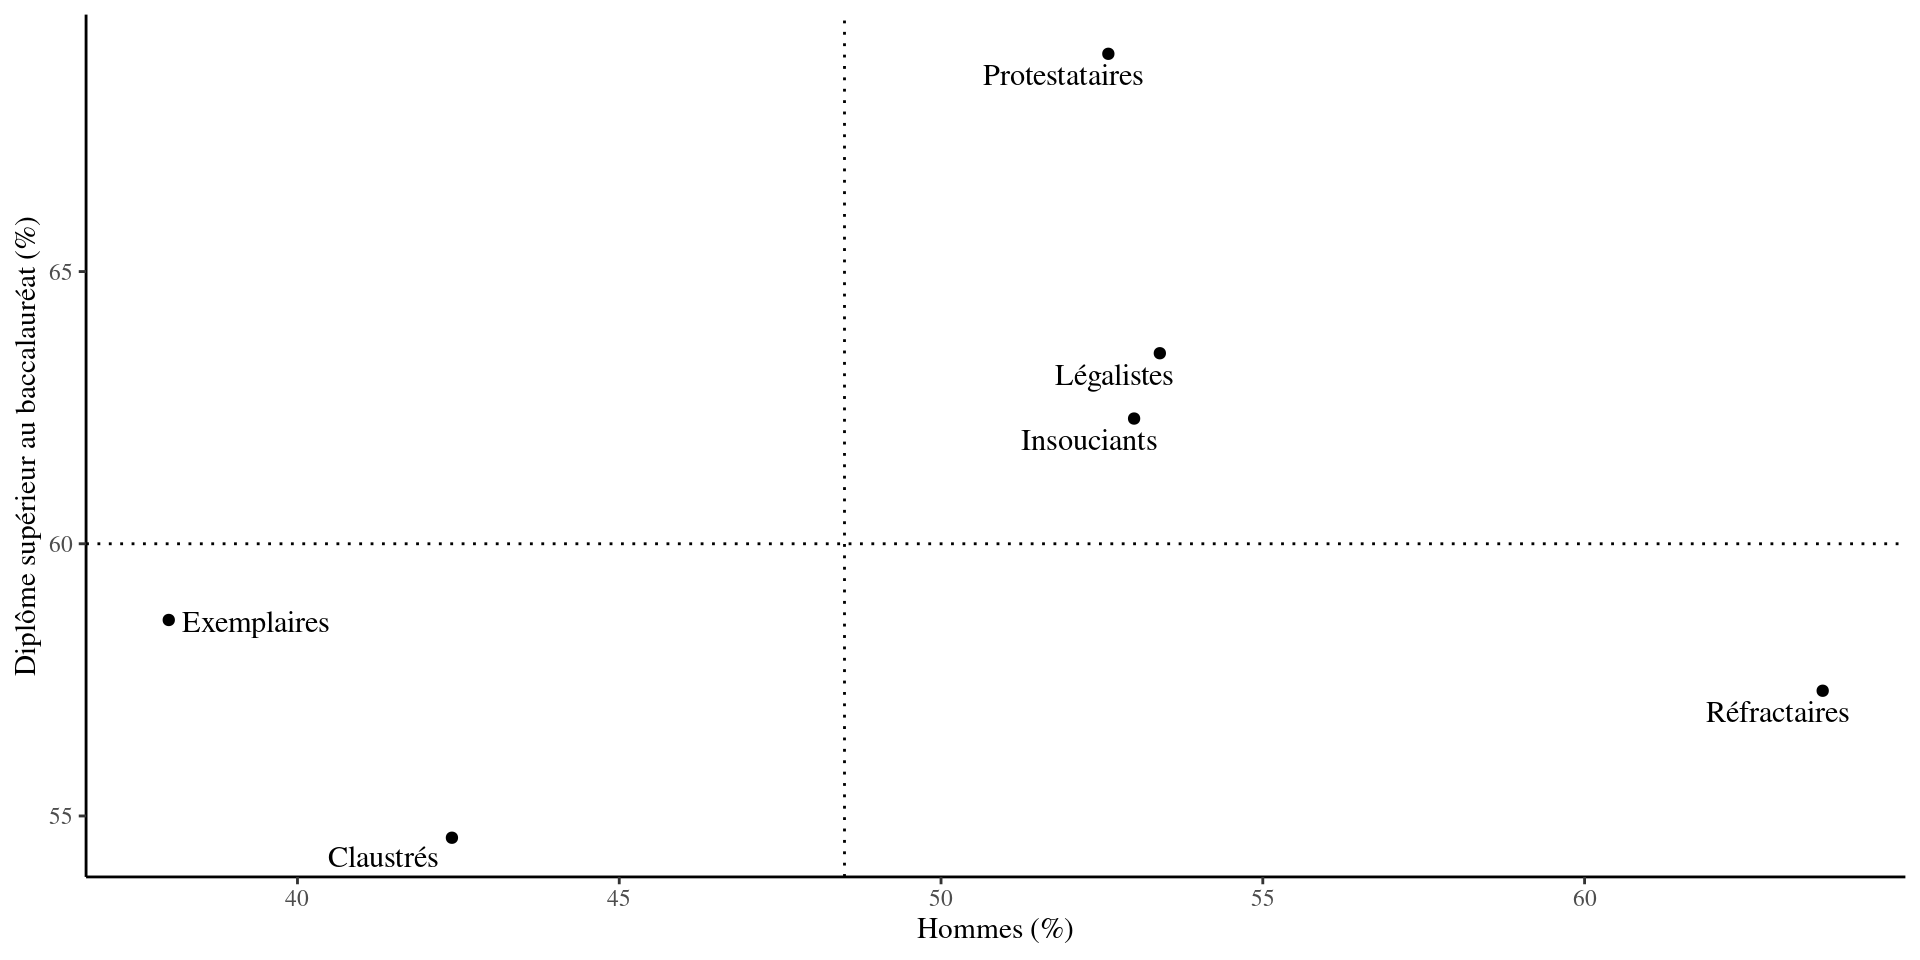 Protestataires
Légalistes
Insouciants
Exemplaires
Réfractaires
Claustrés
65
60
55
40
45
50
55
60
Diplôme supérieur au baccalauréat (%)
Hommes (%)